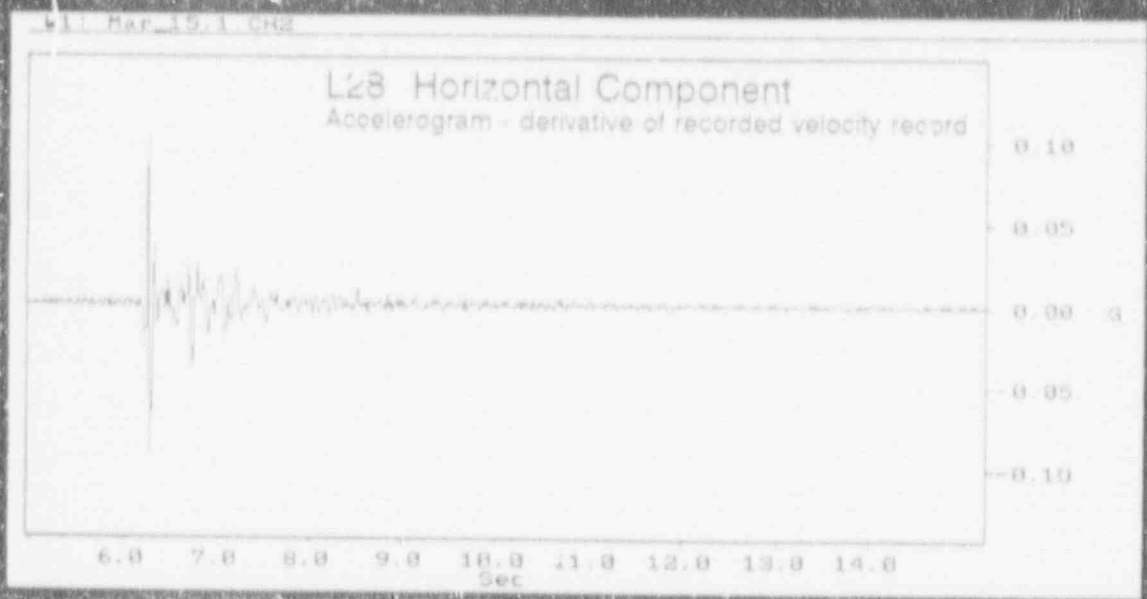 61: Mar_15.1 CH2
L28 Horizontal Component
Accelerogram - derivative of recorded velocity record
0.10
0.05
0.00 G
-0.05
-0.10
6.0 7.0 8.0 9.0 10.0 11.0 12.0 13.0 14.0
Sec